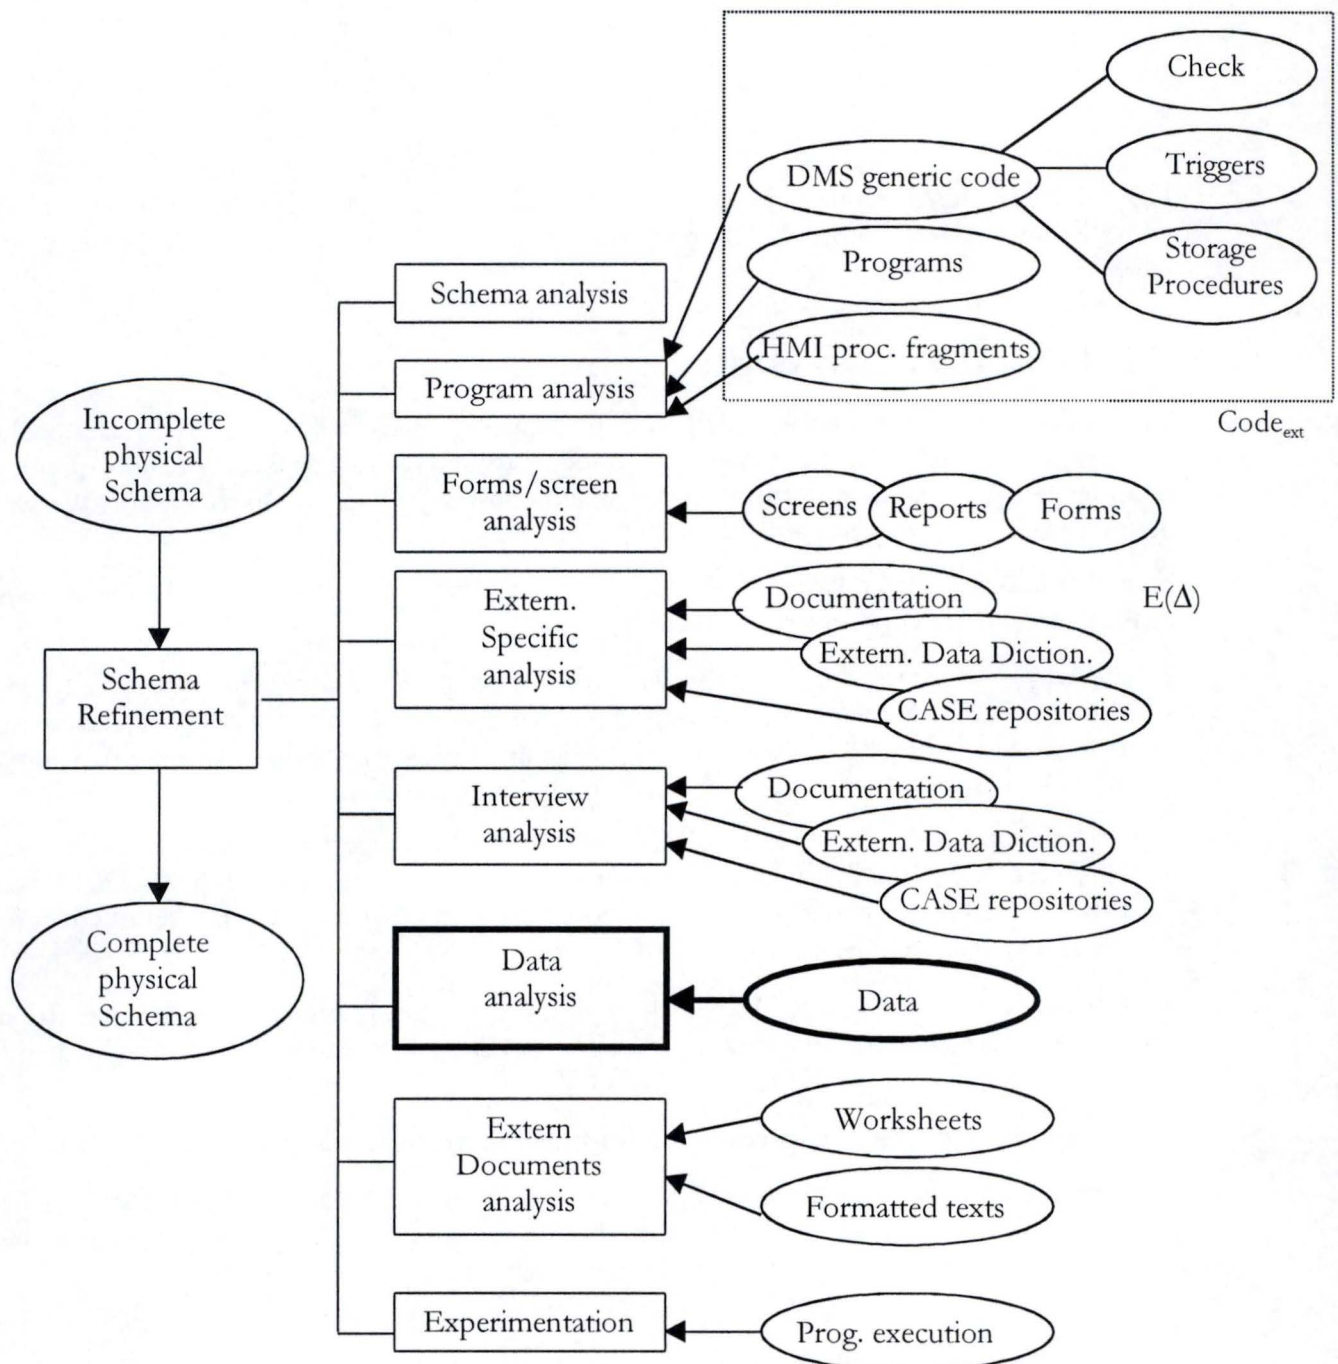 Check
DMS generic code
Triggers
Programs
Storage
Procedures
Schema analysis
HMI proc. fragments
Program analysis
Code_ext
Incomplete
physical
Schema
Forms/screen
analysis
Screens
Reports
Forms
Extern.
Specific
analysis
Documentation
E(Δ)
Extern. Data Diction.
CASE repositories
Schema
Refinement
Interview
analysis
Documentation
Extern. Data Diction.
CASE repositories
Complete
physical
Schema
Data
analysis
Data
Extern
Documents
analysis
Worksheets
Formatted texts
Experimentation
Prog. execution